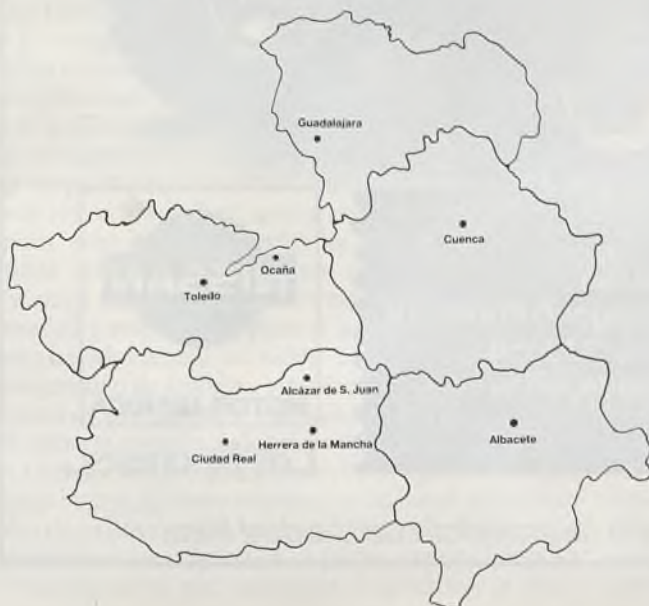 Guadalajara
Cuenca
Ocaña
Toledo
Alcázar de S. Juan
Albacete
Herrera de la Mancha
Ciudad Real